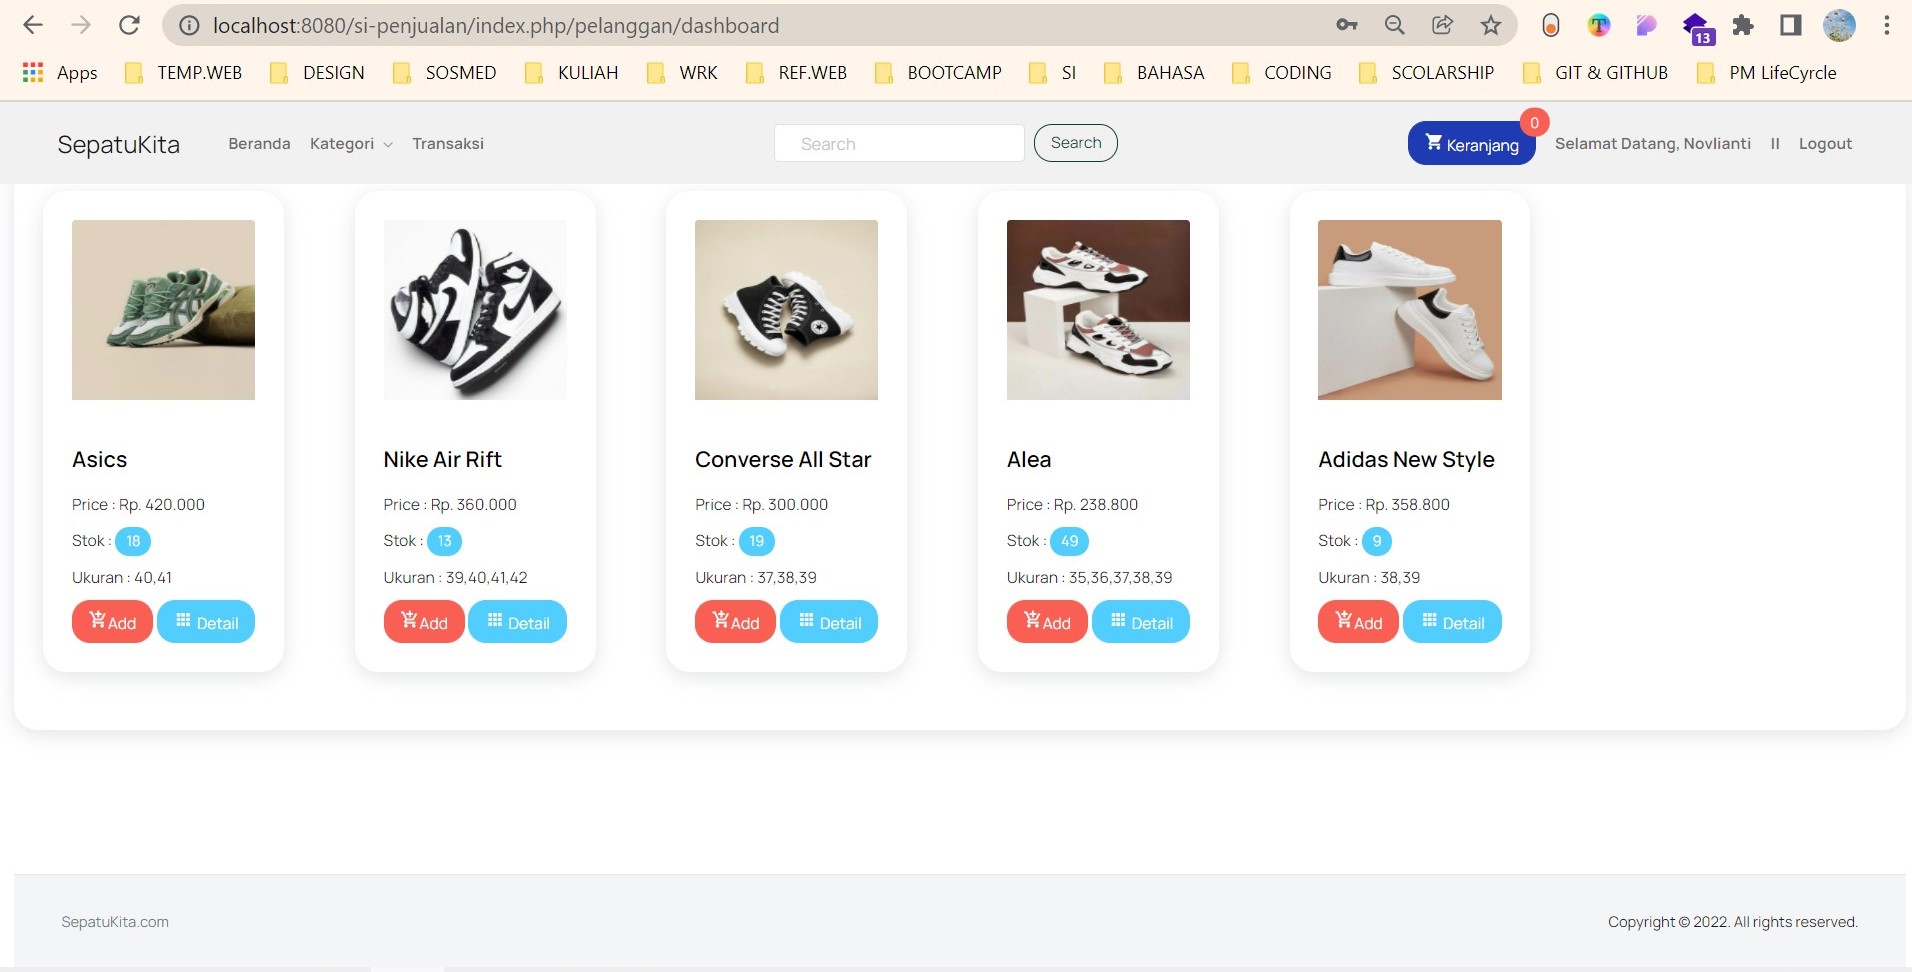 localhost:8080/si-penjualan/index.php/pelanggan/dashboard
13
Apps TEMP.WEB DESIGN SOSMED KULIAH WRK REF.WEB BOOTCAMP SI BAHASA CODING SCOLARSHIP GIT & GITHUB PM LifeCyrcle
SepatuKita Beranda Kategori Transaksi Search Search Keranjang 0 Selamat Datang, Novlianti II Logout
Asics
Price : Rp. 420.000
Stok : 18
Ukuran : 40,41
Add Detail
Nike Air Rift
Price : Rp. 360.000
Stok : 13
Ukuran : 39,40,41,42
Add Detail
Converse All Star
Price : Rp. 300.000
Stok : 19
Ukuran : 37,38,39
Add Detail
Alea
Price : Rp. 238.800
Stok : 49
Ukuran : 35,36,37,38,39
Add Detail
Adidas New Style
Price : Rp. 358.800
Stok : 9
Ukuran : 38,39
Add Detail
SepatuKita.com
Copyright © 2022. All rights reserved.